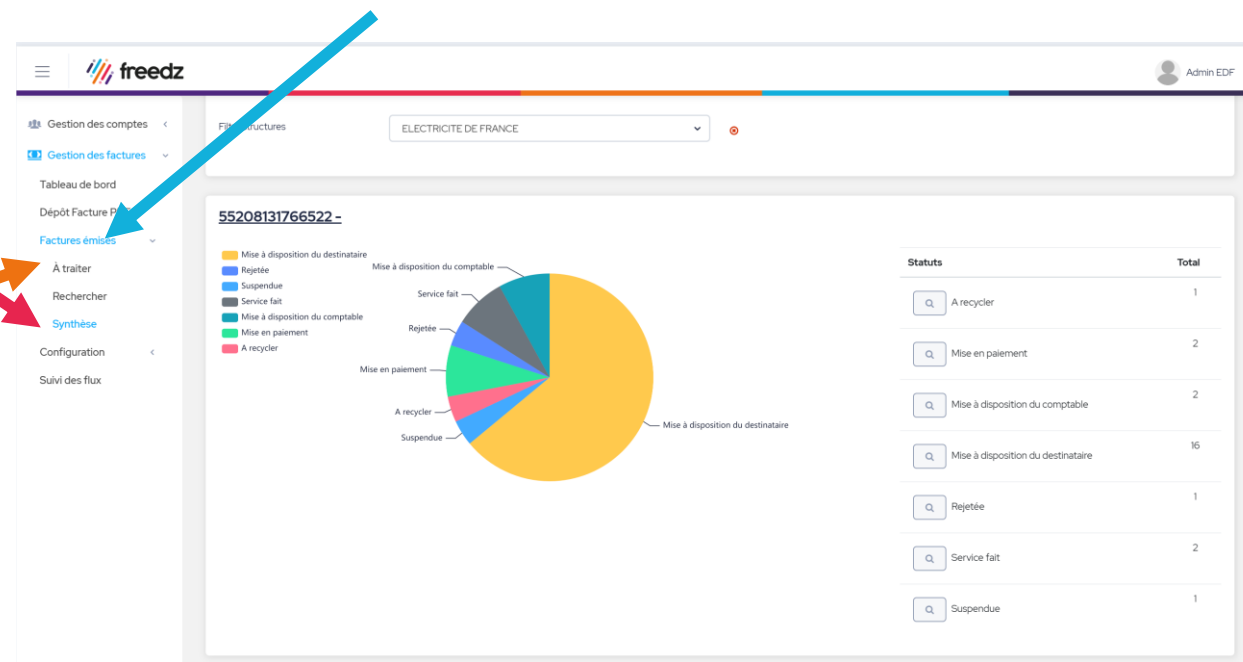 freedz
Admin EDF
Gestion des comptes
Gestion des factures
Tableau de bord
Dépôt Facture
Factures émises
À traiter
Rechercher
Synthèse
Configuration
Suivi des flux
ELECTRICITE DE FRANCE
55208131766522 -
Mise à disposition du destinataire
Rejetée
Suspendue
Service fait
Mise à disposition du comptable
Mise en paiement
A recycler
Mise à disposition du comptable
Service fait
Rejetée
Mise en paiement
A recycler
Suspendue
Mise à disposition du destinataire
Statuts Total
A recycler 1
Mise en paiement 2
Mise à disposition du comptable 2
Mise à disposition du destinataire 16
Rejetée 1
Service fait 2
Suspendue 1